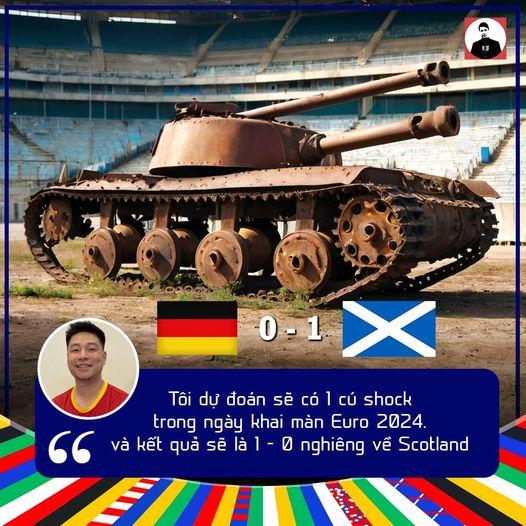 0 - 1
Tôi dự đoán sẽ có 1 cú shock
trong ngày khai màn Euro 2024.
và kết quả sẽ là 1 - 0 nghiêng về Scotland